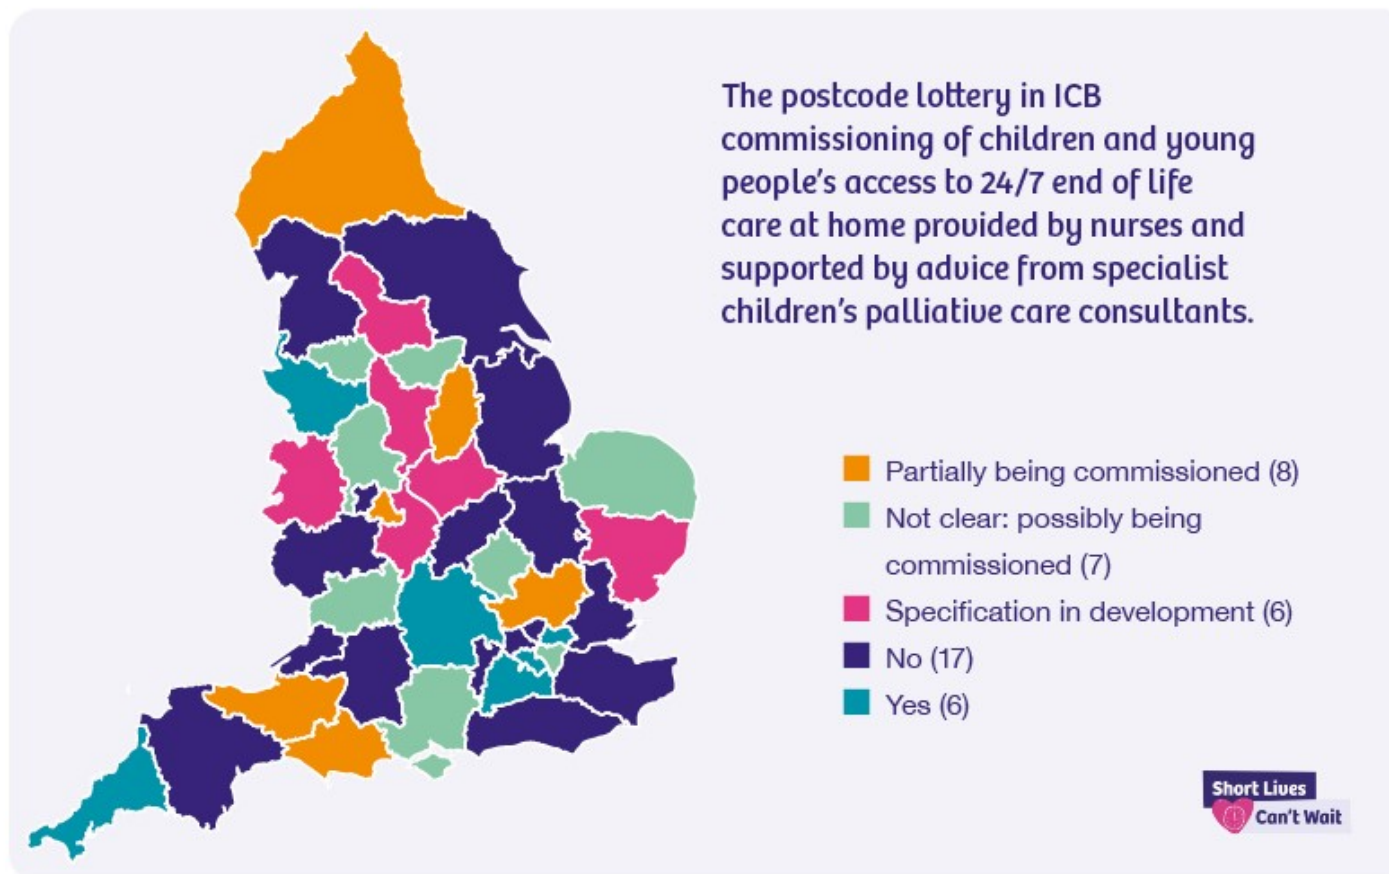 The postcode lottery in ICB
commissioning of children and young
people's access to 24/7 end of life
care at home provided by nurses and
supported by advice from specialist
children's palliative care consultants.
Partially being commissioned (8)
Not clear: possibly being
commissioned (7)
Specification in development (6)
No (17)
Yes (6)
Short Lives
Can't Wait